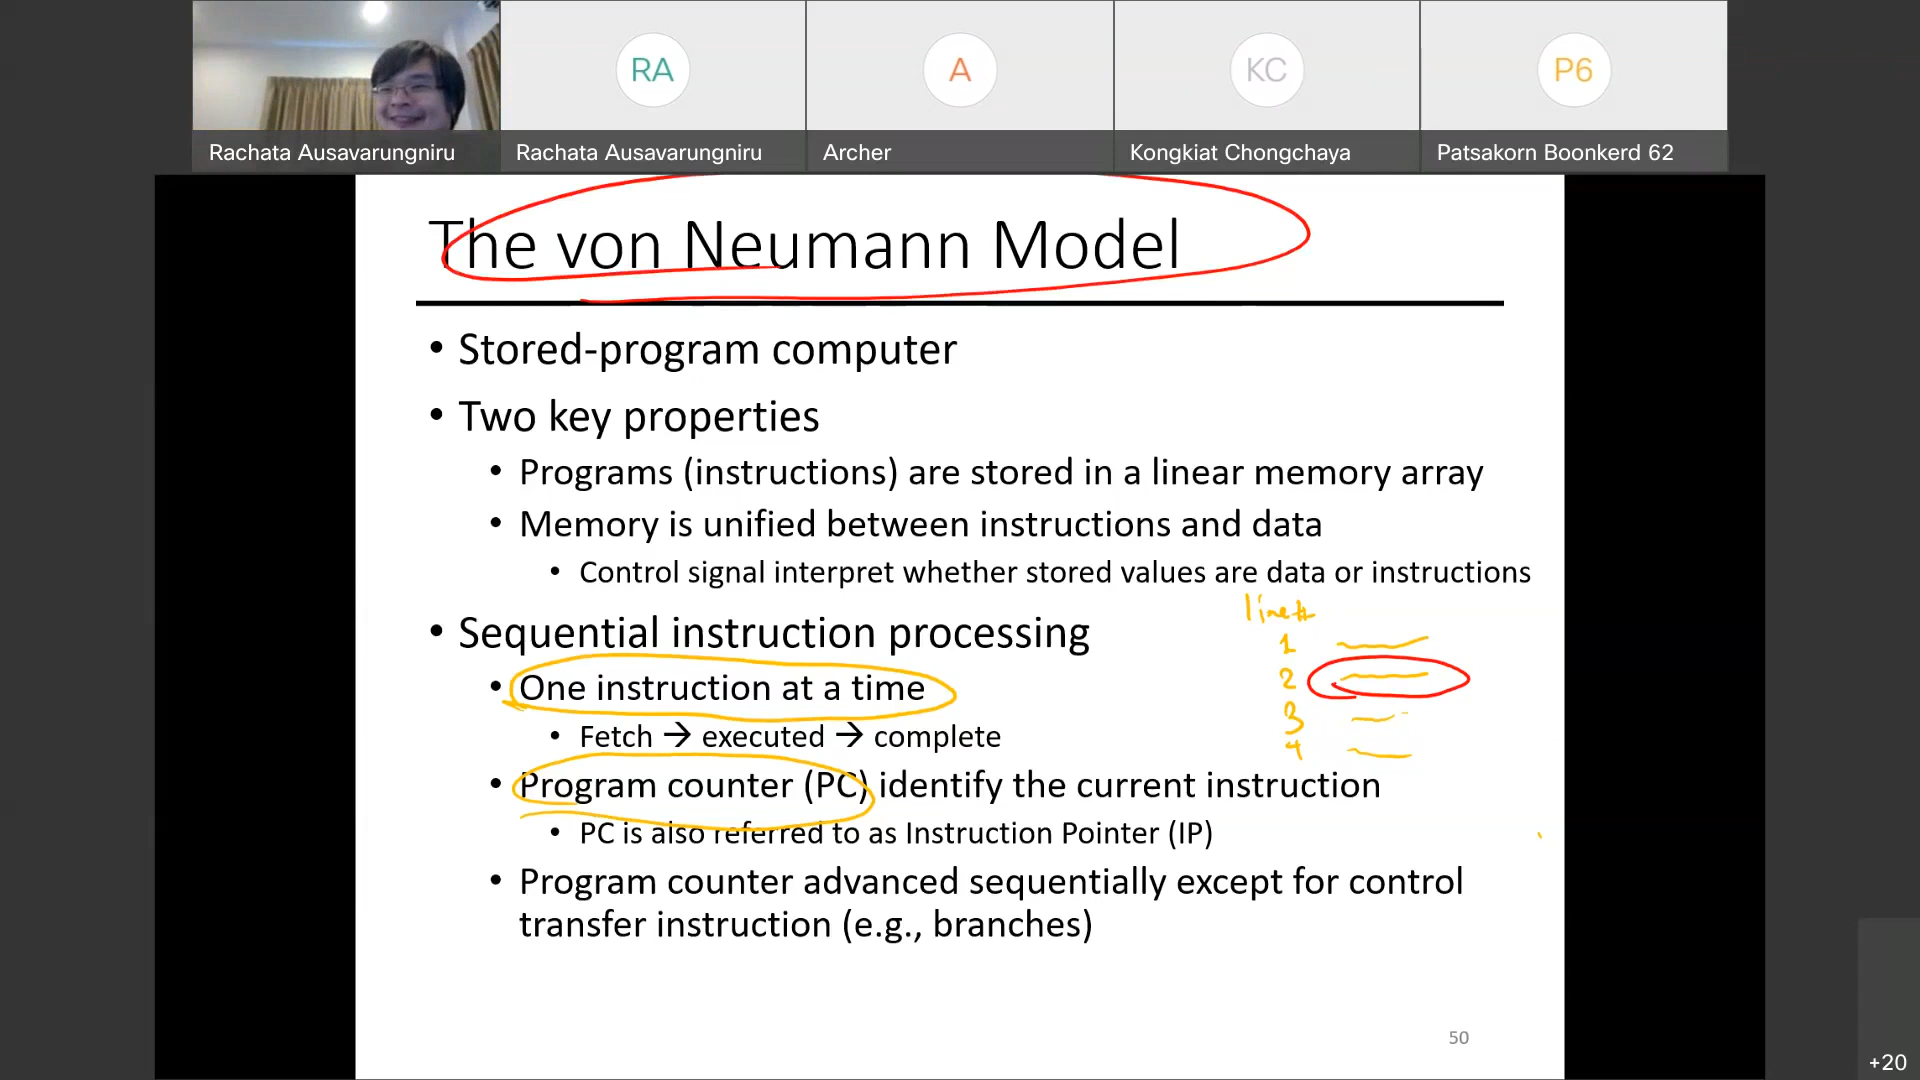 RA
A
KC
P6
Rachata Ausavarungniru
Rachata Ausavarungniru
Archer
Kongkiat Chongchaya
Patsakorn Boonkerd 62
The von Neumann Model
• Stored-program computer
• Two key properties
• Programs (instructions) are stored in a linear memory array
• Memory is unified between instructions and data
• Control signal interpret whether stored values are data or instructions
line#
• Sequential instruction processing
1
• One instruction at a time
2
• Fetch → executed → complete
3
4
• Program counter (PC) identify the current instruction
• PC is also referred to as Instruction Pointer (IP)
• Program counter advanced sequentially except for control
transfer instruction (e.g., branches)
50
+20